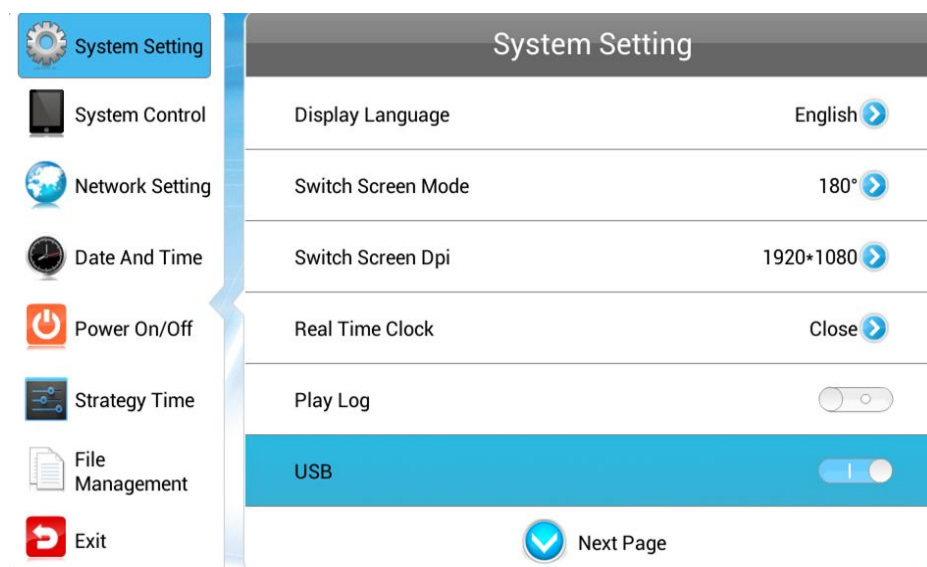 System Setting
System Control
Network Setting
Date And Time
Power On/Off
Strategy Time
File
Management
Exit
System Setting
Display Language English
Switch Screen Mode 180°
Switch Screen Dpi 1920*1080
Real Time Clock Close
Play Log
USB
Next Page